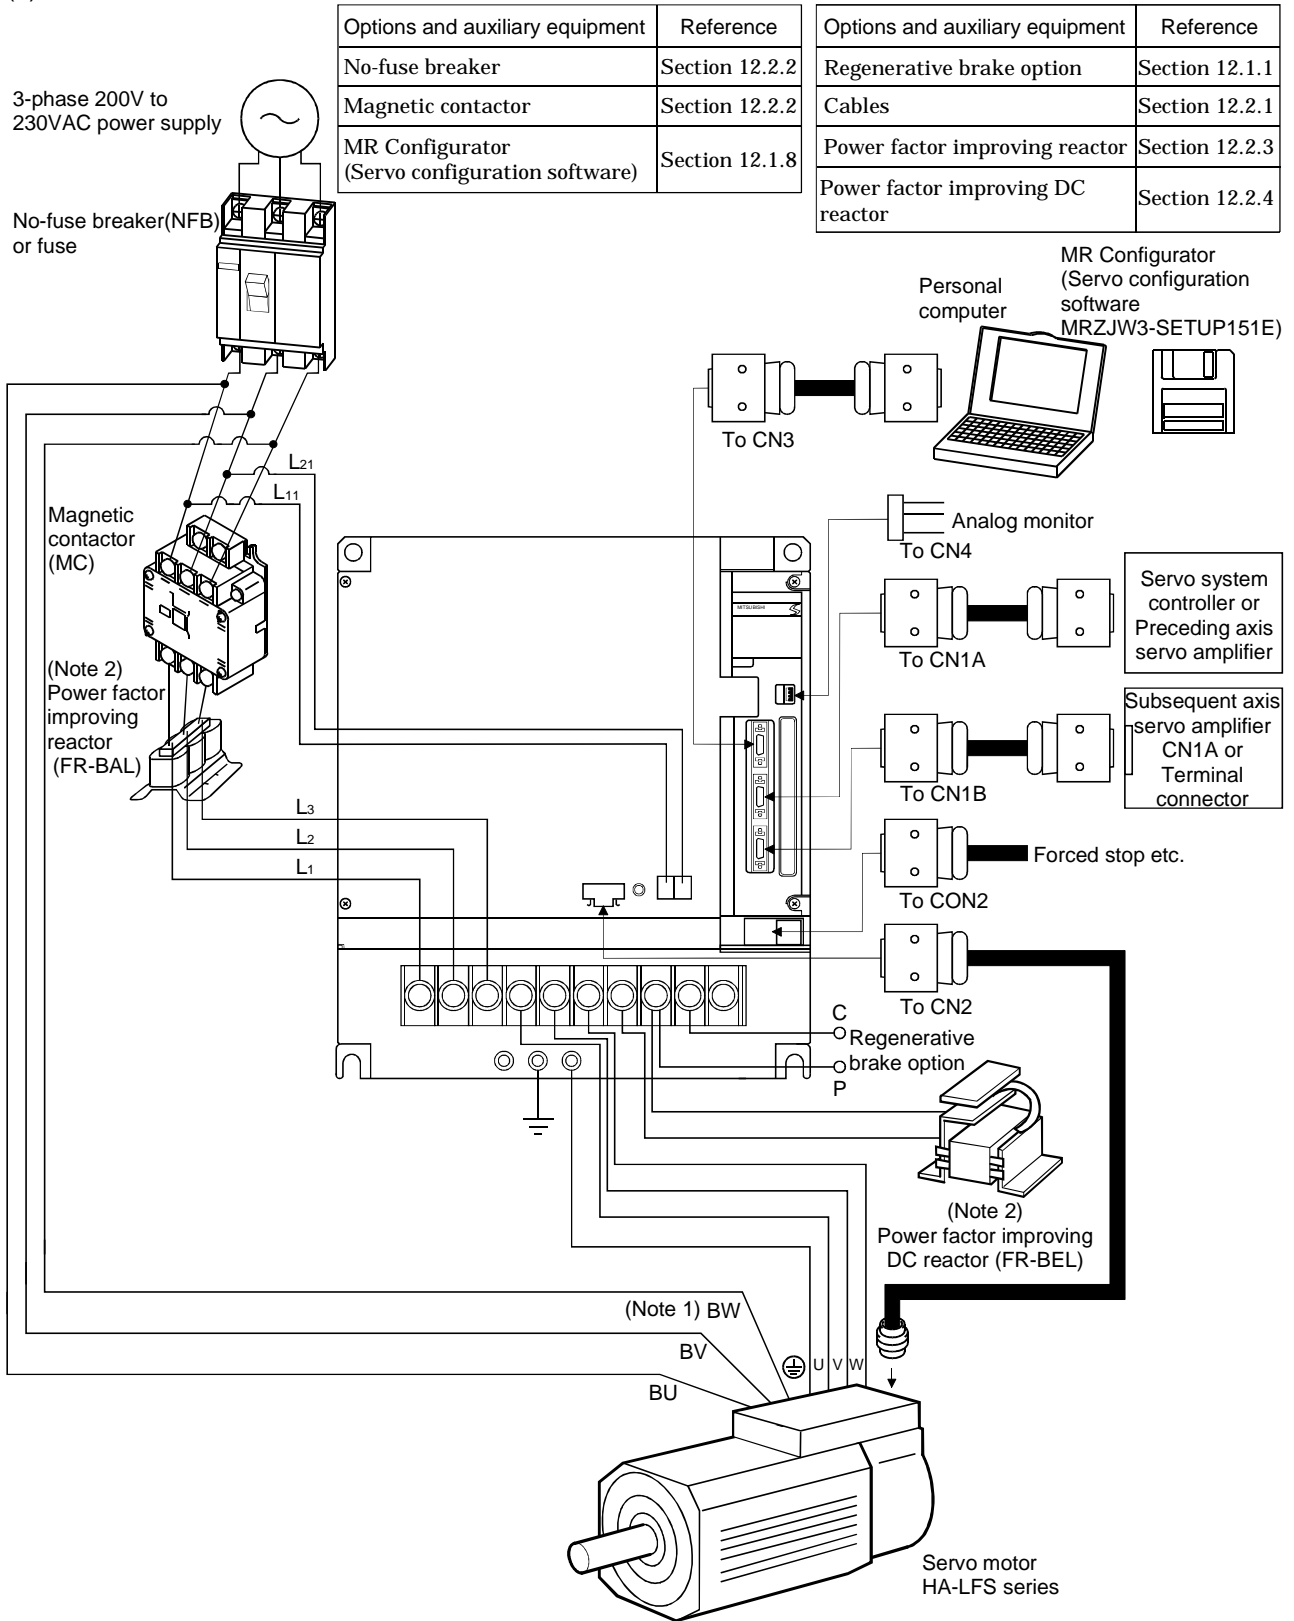 Options and auxiliary equipment Reference
No-fuse breaker Section 12.2.2
Magnetic contactor Section 12.2.2
MR Configurator
(Servo configuration software) Section 12.1.8
Options and auxiliary equipment Reference
Regenerative brake option Section 12.1.1
Cables Section 12.2.1
Power factor improving reactor Section 12.2.3
Power factor improving DC
reactor Section 12.2.4
3-phase 200V to
230VAC power supply
No-fuse breaker(NFB)
or fuse
MR Configurator
(Servo configuration
software
MRZJW3-SETUP151E)
Personal
computer
To CN3
L21
L11
Magnetic
contactor
(MC)
Analog monitor
To CN4
MITSUBISHI
Servo system
controller or
Preceding axis
servo amplifier
To CN1A
(Note 2)
Power factor
improving
reactor
(FR-BAL)
Subsequent axis
servo amplifier
CN1A or
Terminal
connector
To CN1B
L3
L2
L1
Forced stop etc.
To CON2
To CN2
C
Regenerative
brake option
P
(Note 2)
Power factor improving
DC reactor (FR-BEL)
(Note 1) BW
BV
BU
U V W
Servo motor
HA-LFS series